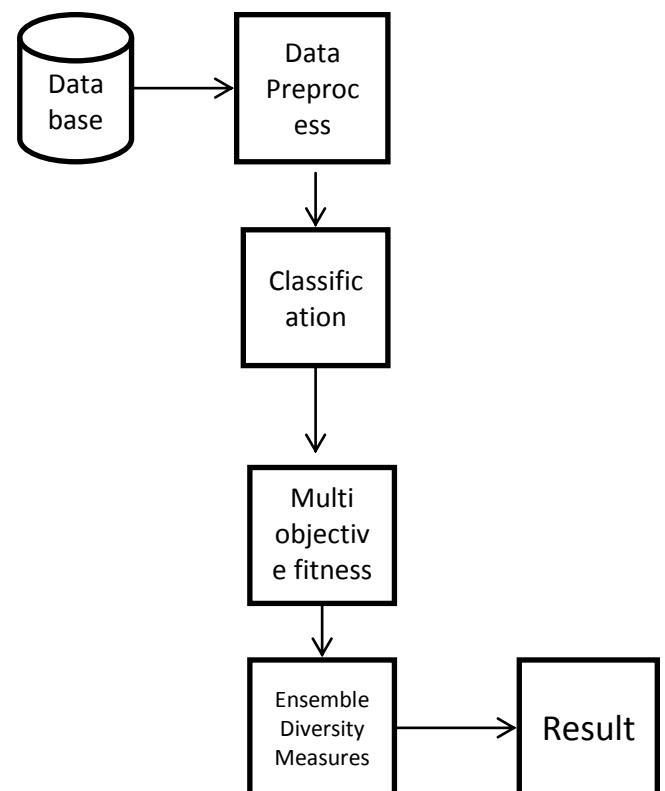 Data
base
Data
Preproc
ess
Classific
ation
Multi
objectiv
e fitness
Ensemble
Diversity
Measures
Result